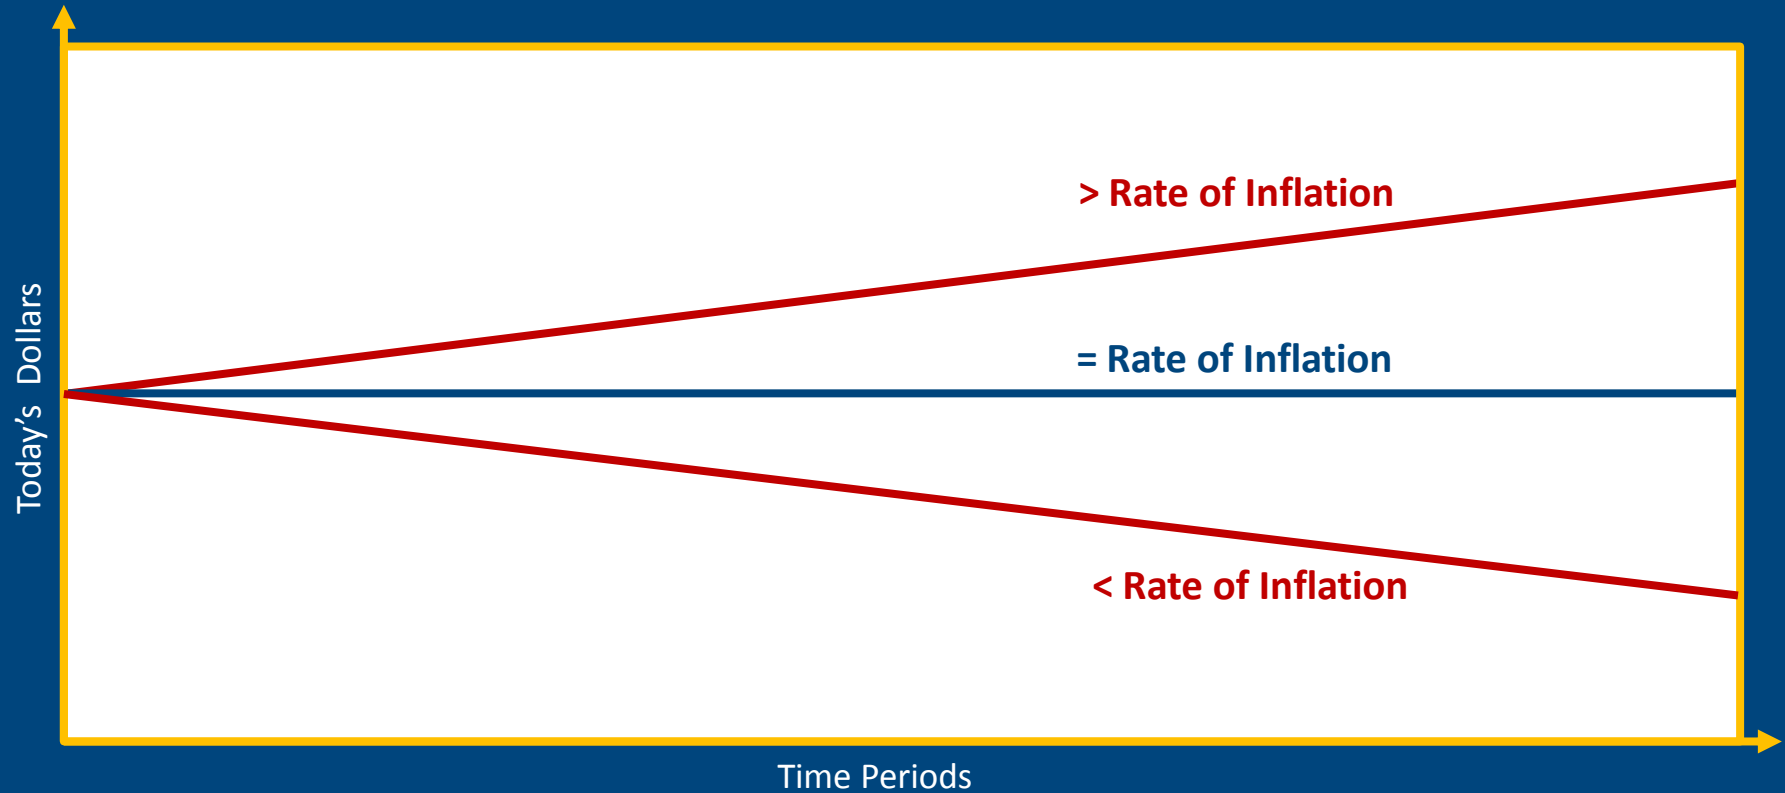 > Rate of Inflation
= Rate of Inflation
< Rate of Inflation
Today’s Dollars
Time Periods